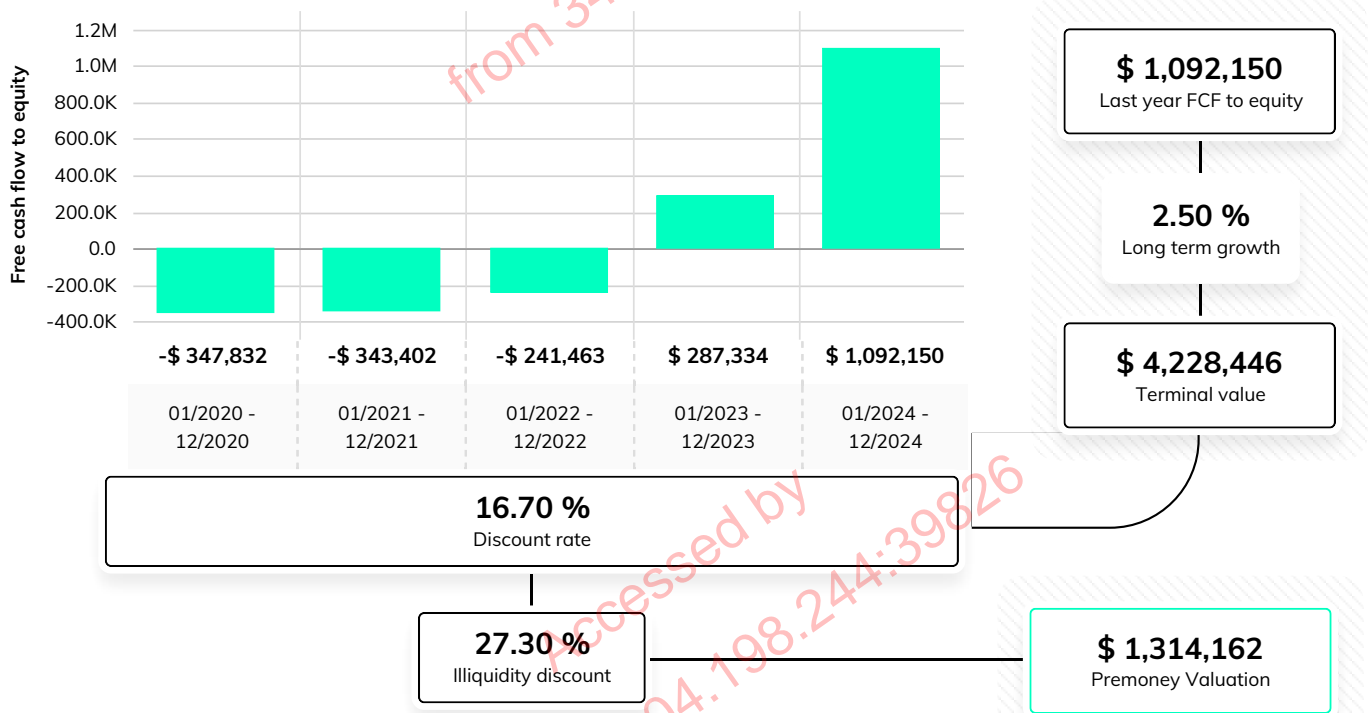 Free cash flow to equity
1.2M
1.0M
800.0K
600.0K
400.0K
200.0K
0.0
-200.0K
-400.0K
-$ 347,832
-$ 343,402
-$ 241,463
$ 287,334
$ 1,092,150
01/2020 -
12/2020
01/2021 -
12/2021
01/2022 -
12/2022
01/2023 -
12/2023
01/2024 -
12/2024
16.70 %
Discount rate
27.30 %
Illiquidity discount
$ 1,092,150
Last year FCF to equity
2.50 %
Long term growth
$ 4,228,446
Terminal value
$ 1,314,162
Premoney Valuation
Accessed by
from
04.198.244:39826